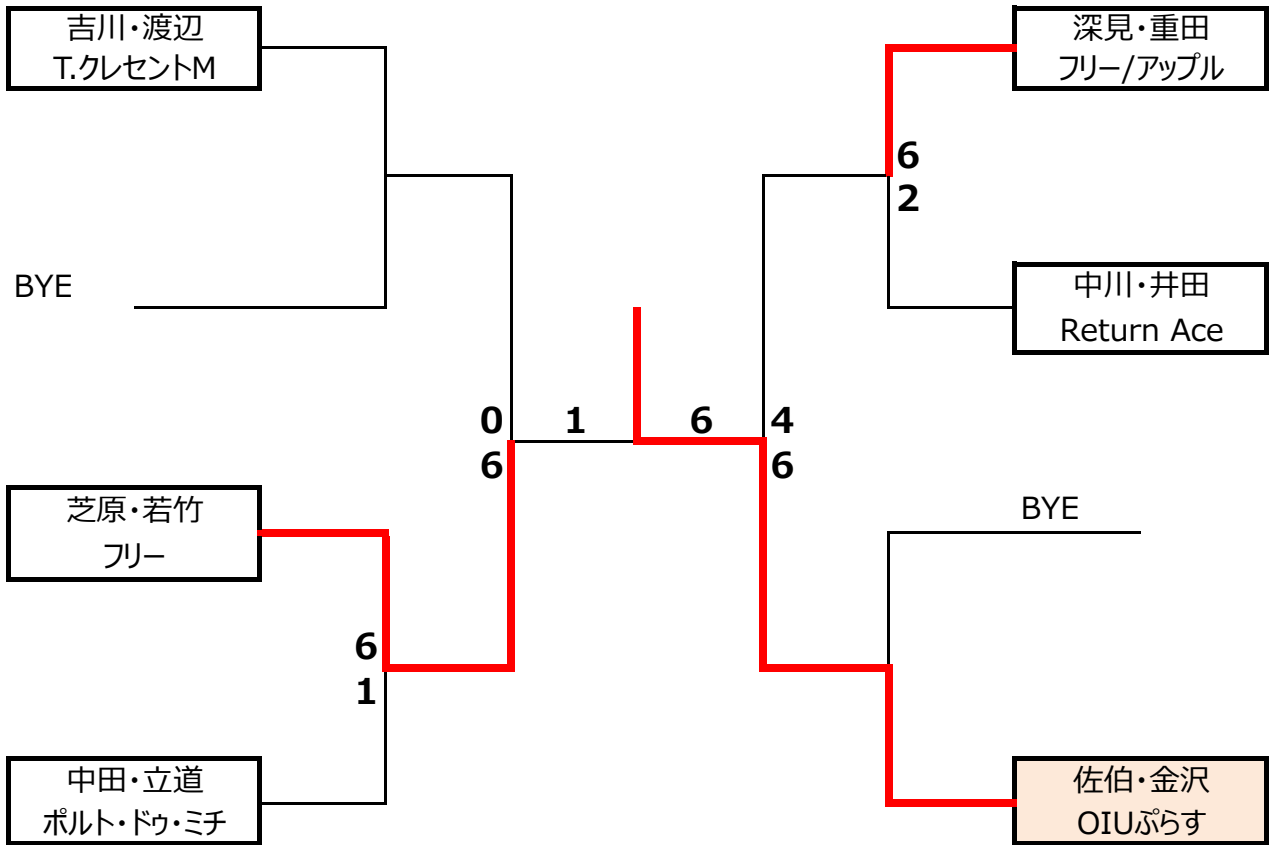 吉川・渡辺
T.クレセントM
BYE
芝原・若竹
フリー
中田・立道
ポルト・ドゥ・ミチ
6
1
0
6
1
6
4
6
深見・重田
フリー/アップル
6
2
中川・井田
Return Ace
BYE
佐伯・金沢
OIUぷらす